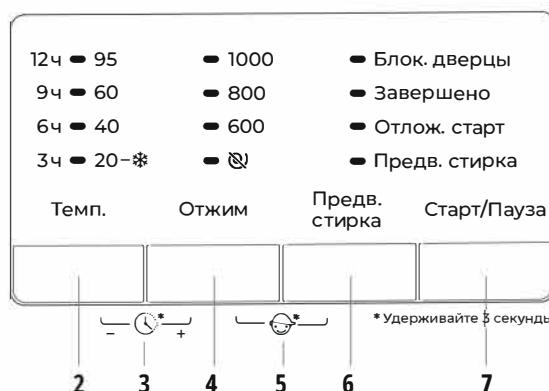 12ч 95 1000 Блок. дверцы
9ч 60 800 Завершено
6ч 40 600 Отлож. старт
3ч 20-❄ Предв. стирка
Темп. Отжим Предв. стирка Старт/Пауза
− * + * *Удерживайте 3 секунды
2 3 4 5 6 7